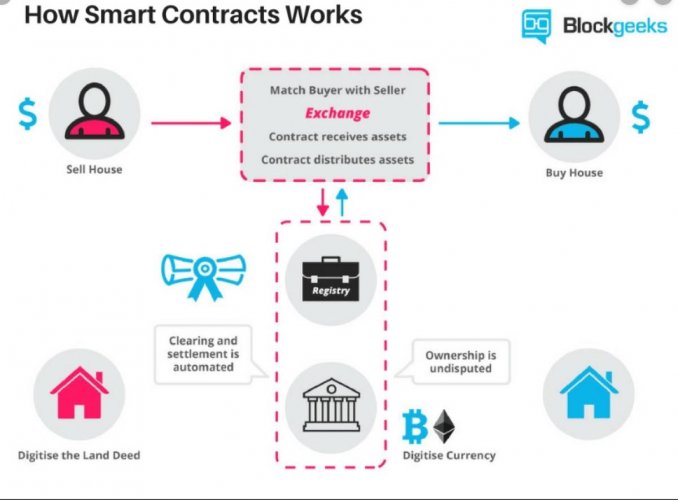 How Smart Contracts Works
Blockgeeks
Match Buyer with Seller
Exchange
Contract receives assets
Contract distributes assets
$
$
Sell House
Buy House
Registry
Clearing and
settlement is
automated
Ownership is
undisputed
Digitise the Land Deed
Digitise Currency